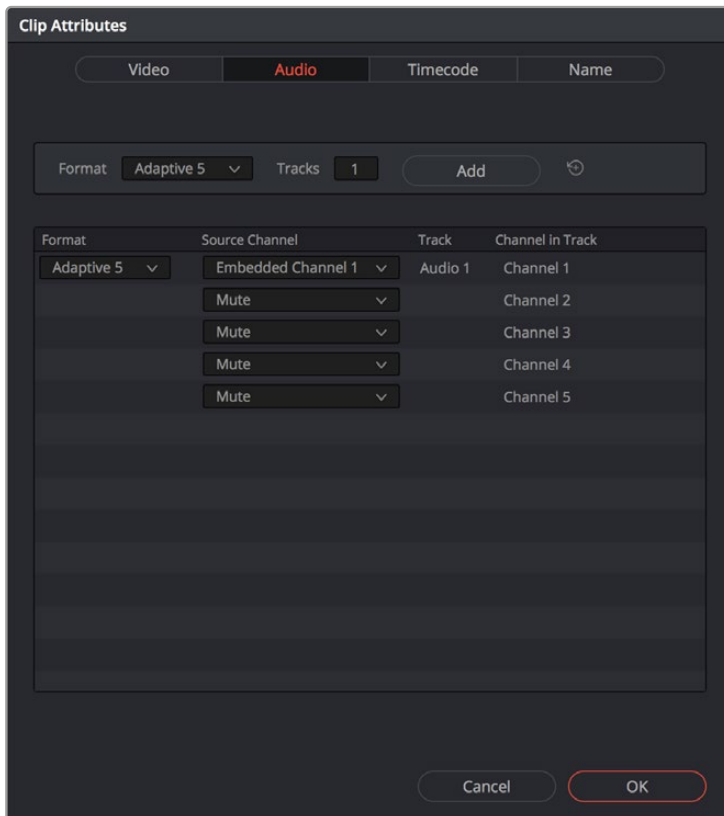 Clip Attributes
Video Audio Timecode Name
Format Adaptive 5 Tracks 1 Add
Format Source Channel Track Channel in Track
Adaptive 5 Embedded Channel 1 Audio 1 Channel 1
Mute Channel 2
Mute Channel 3
Mute Channel 4
Mute Channel 5
Cancel OK